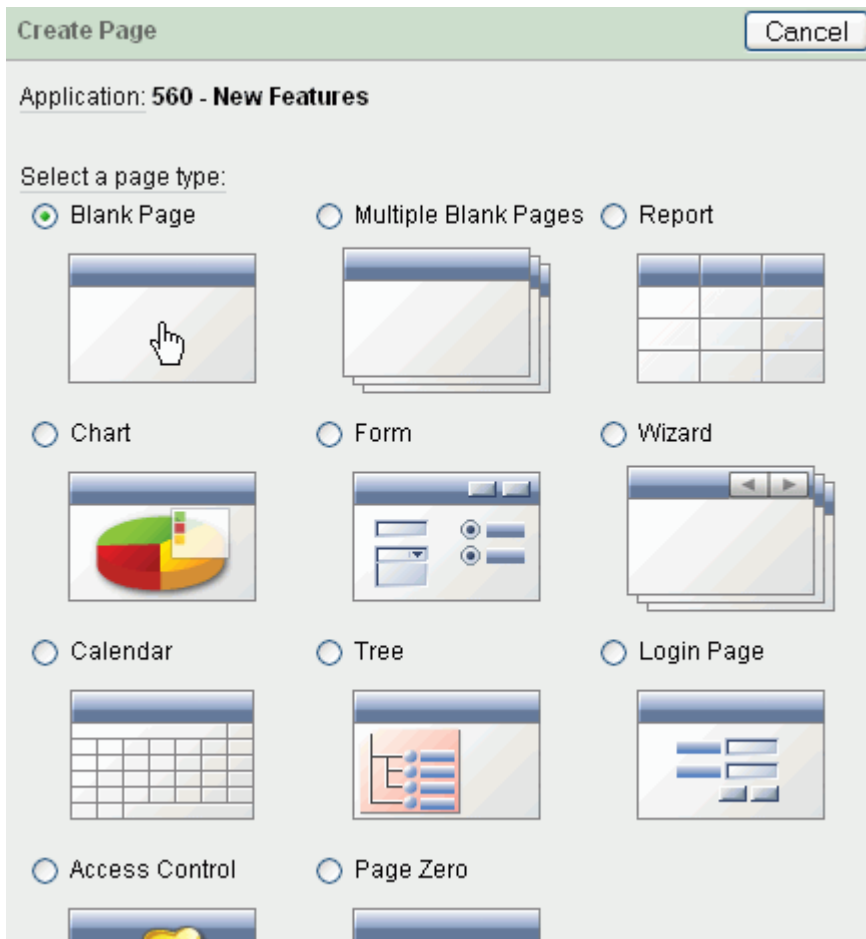 Create Page Cancel
Application: 560 - New Features
Select a page type:
Blank Page Multiple Blank Pages Report
Chart Form Wizard
Calendar Tree Login Page
Access Control Page Zero